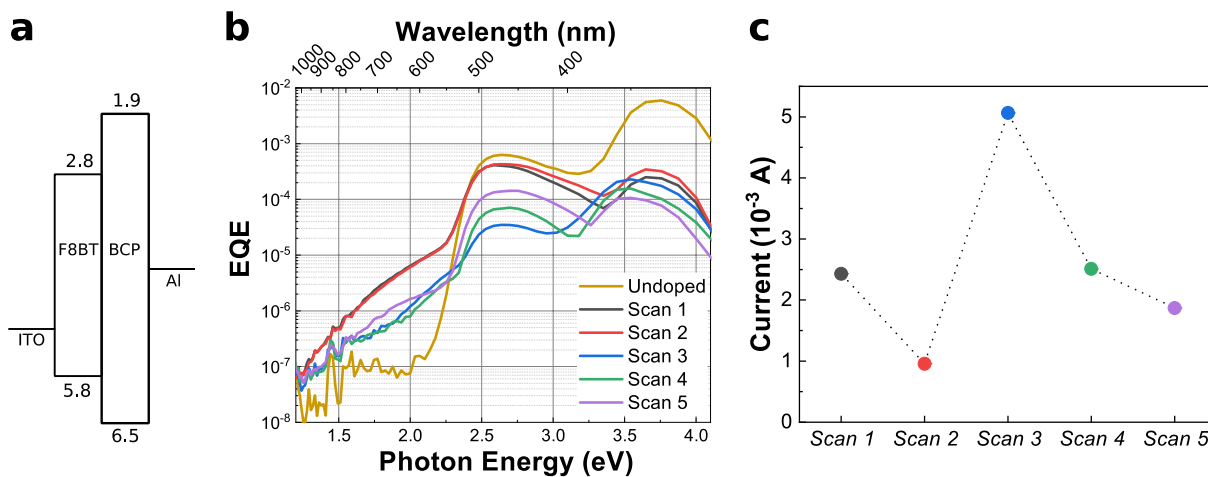 a
1.9
2.8
F8BT
BCP
Al
ITO
5.8
6.5
b
Wavelength (nm)
1000 900 800 700 600 500 400
EQE
10-2
10-3
10-4
10-5
10-6
10-7
10-8
Undoped
Scan 1
Scan 2
Scan 3
Scan 4
Scan 5
1.5 2.0 2.5 3.0 3.5 4.0
Photon Energy (eV)
c
Current (10-3 A)
5
4
3
2
1
0
Scan 1 Scan 2 Scan 3 Scan 4 Scan 5